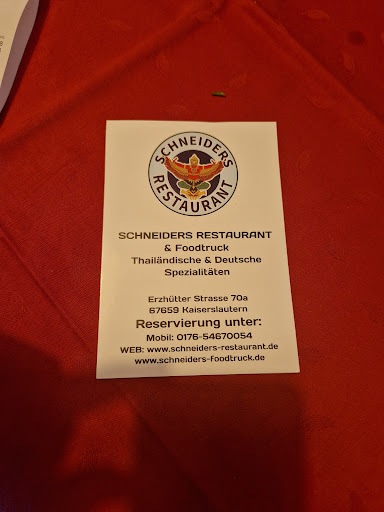 SCHNEIDERS
RESTAURANT
SCHNEIDERS RESTAURANT
& Foodtruck
Thailändische & Deutsche
Spezialitäten
Erzhütter Strasse 70a
67659 Kaiserslautern
Reservierung unter:
Mobil: 0176-54670054
WEB: www.schneiders-restaurant.de
www.schneiders-foodtruck.de